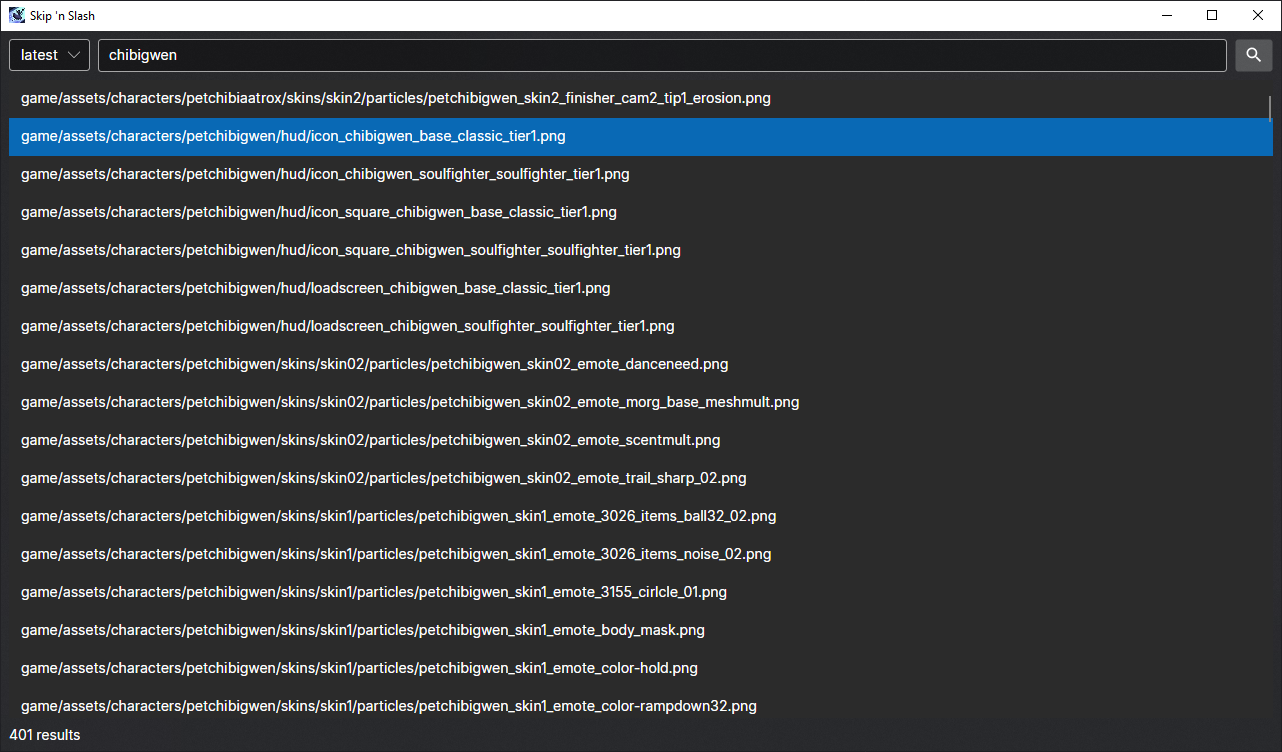 Skip 'n Slash
latest
chibigwen
game/assets/characters/petchibiaatrox/skins/skin2/particles/petchibigwen_skin2_finisher_cam2_tip1_erosion.png
game/assets/characters/petchibigwen/hud/icon_chibigwen_base_classic_tier1.png
game/assets/characters/petchibigwen/hud/icon_chibigwen_soulfighter_soulfighter_tier1.png
game/assets/characters/petchibigwen/hud/icon_square_chibigwen_base_classic_tier1.png
game/assets/characters/petchibigwen/hud/icon_square_chibigwen_soulfighter_soulfighter_tier1.png
game/assets/characters/petchibigwen/hud/loadscreen_chibigwen_base_classic_tier1.png
game/assets/characters/petchibigwen/hud/loadscreen_chibigwen_soulfighter_soulfighter_tier1.png
game/assets/characters/petchibigwen/skins/skin02/particles/petchibigwen_skin02_emote_danceneed.png
game/assets/characters/petchibigwen/skins/skin02/particles/petchibigwen_skin02_emote_morg_base_meshmult.png
game/assets/characters/petchibigwen/skins/skin02/particles/petchibigwen_skin02_emote_scentmult.png
game/assets/characters/petchibigwen/skins/skin02/particles/petchibigwen_skin02_emote_trail_sharp_02.png
game/assets/characters/petchibigwen/skins/skin1/particles/petchibigwen_skin1_emote_3026_items_ball32_02.png
game/assets/characters/petchibigwen/skins/skin1/particles/petchibigwen_skin1_emote_3026_items_noise_02.png
game/assets/characters/petchibigwen/skins/skin1/particles/petchibigwen_skin1_emote_3155_cirlcle_01.png
game/assets/characters/petchibigwen/skins/skin1/particles/petchibigwen_skin1_emote_body_mask.png
game/assets/characters/petchibigwen/skins/skin1/particles/petchibigwen_skin1_emote_color-hold.png
game/assets/characters/petchibigwen/skins/skin1/particles/petchibigwen_skin1_emote_color-rampdown32.png
401 results